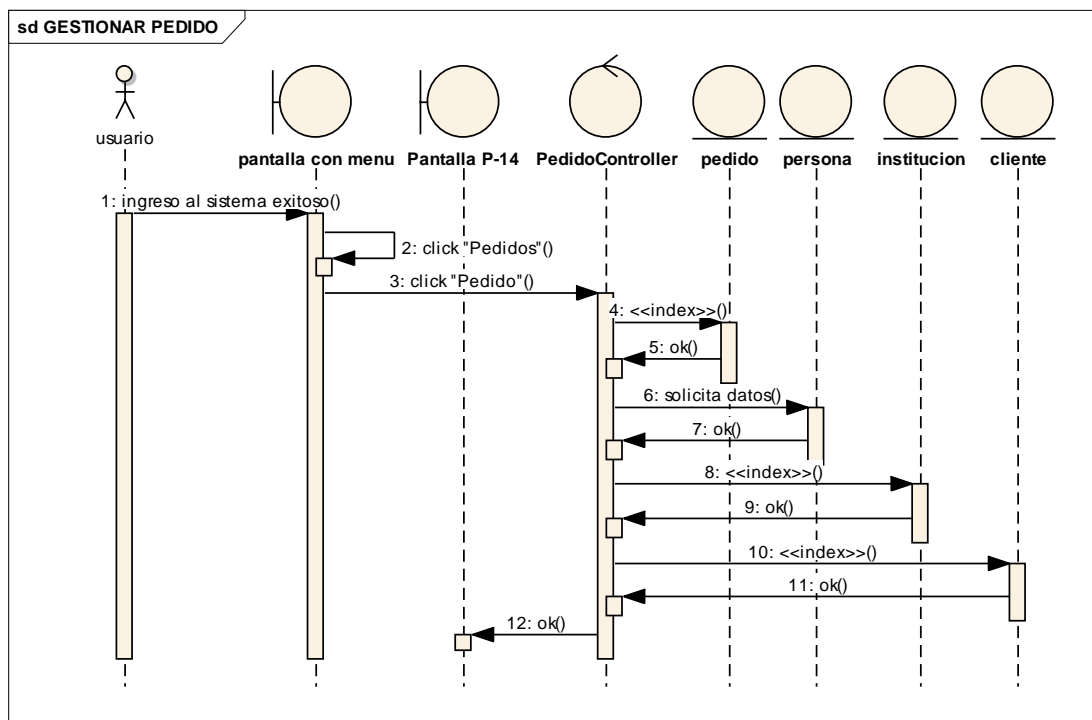 sd GESTIONAR PEDIDO
usuario
pantalla con menu
Pantalla P-14
PedidoController
pedido
persona
institucion
cliente
1: ingreso al sistema exitoso()
2: click "Pedidos"()
3: click "Pedido"()
4: <<index>>()
5: ok()
6: solicita datos()
7: ok()
8: <<index>>()
9: ok()
10: <<index>>()
11: ok()
12: ok()